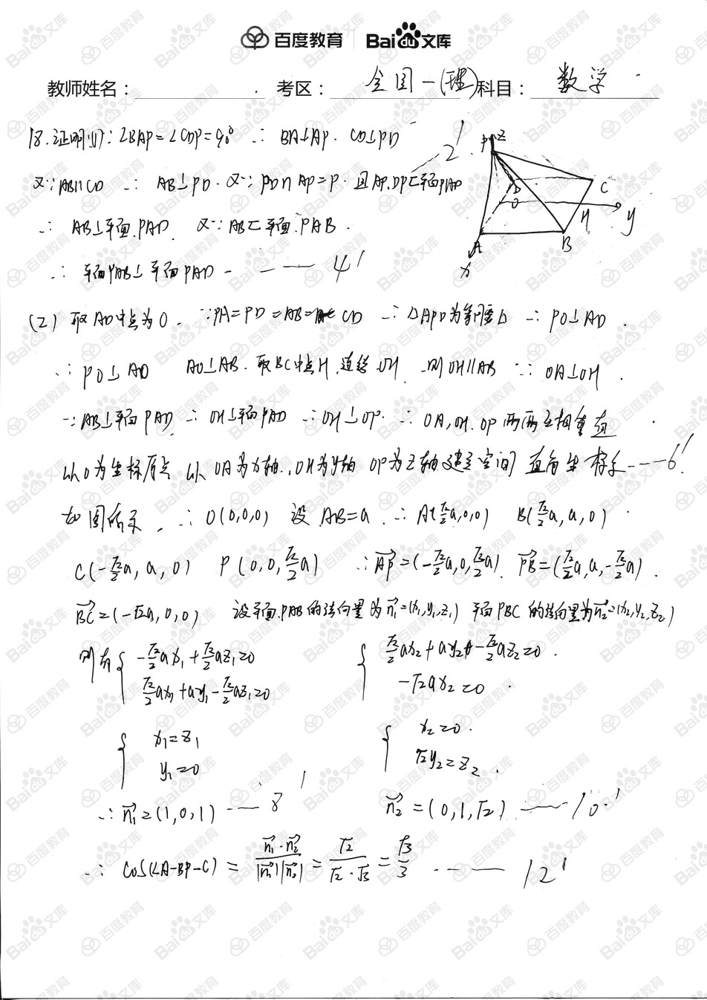 百度教育 Baidu文库
教师姓名： 考区：全国一(理) 科目：数学
18.证明(1)：∠BAP=∠CDP=90° ∴ BA⊥AP. CD⊥PD
又∵AB∥CD ∴ AB⊥PD. 又∵ PD∩AP=P. 且AP.DP⊂平面PAD 2'
∴ AB⊥平面.PAD 又∵ AB⊂平面.PAB.
∴ 平面PAB⊥平面PAD —— 4'
P Z
D
O
C
H
y
A
B
x
(2) 取AD中点为O. ∵PA=PD=AB= CD ∴△APD为等腰△ ∴ PO⊥AD.
∴ PO⊥AD AO⊥AB. 取BC中点H.连结.OH 则OH∥AB ∴ OA⊥OH.
∵AB⊥平面PAD. ∴ OH⊥平面PAD ∴OH⊥OP. ∴ OA,OH.OP两两互相垂直
以O为坐标原点 以OA为x轴.,OH为y轴 OP为Z轴建立空间直角坐标系---6'
如图所示. ∴ O(0,0,0) 设.AB=a. ∴ A(√2/2a,0,0) B(√2/2a,a,0)
C(-√2/2a,a,0) P(0,0,√2/2a) ∴AP→=(-√2/2a,0,√2/2a). PB→=(√2/2a,a,-√2/2a).
BC→=(-√2a,0,0) 设平面.PAB的法向量为n₁→=(x₁,y₁,z₁) 平面PBC的法向量为n₂→=(x₂,y₂,z₂)
则有{ -√2/2ax₁+√2/2az₁=0 { √2/2ax₂+ay₂-√2/2az₂=0.
√2/2ax₁+ay₁-√2/2az₁=0 -√2ax₂=0
{ x₁=z₁ { x₂=0.
y₁=0 √2y₂=z₂.
∴n₁→=(1,0,1) —— 8' n₂→=(0,1,√2) —— 10'
∴ cos(∠A-BP-C)= n₁→·n₂→/|n₁→||n₂→| = √2/√2·√3 = √3/3 ---—— 12'